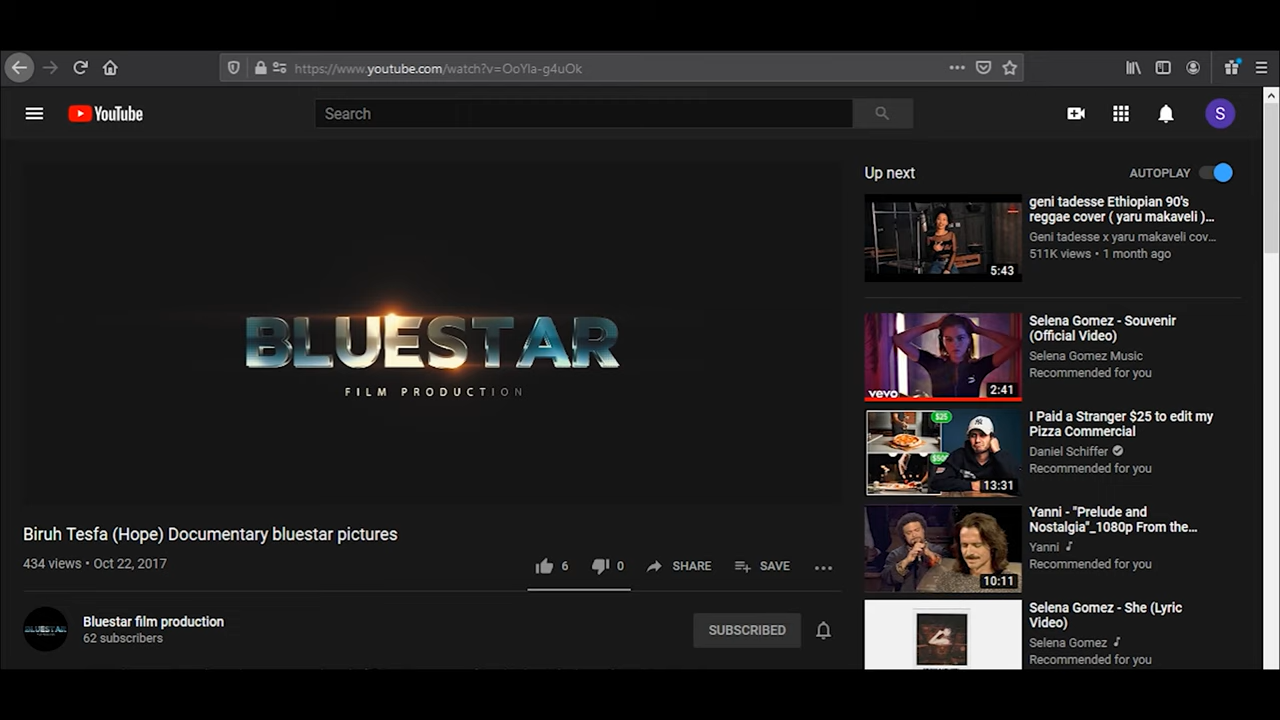 https://www.youtube.com/watch?v=OoYla-g4uOk
YouTube
Search
S
BLUESTAR
FILM PRODUCTION
Biruh Tesfa (Hope) Documentary bluestar pictures
434 views • Oct 22, 2017
6
0
SHARE
SAVE
BLUESTAR
Bluestar film production
62 subscribers
SUBSCRIBED
Up next
AUTOPLAY
5:43
geni tadesse Ethiopian 90's
reggae cover ( yaru makaveli )...
Geni tadesse x yaru makaveli cov...
511K views • 1 month ago
vevo
2:41
Selena Gomez - Souvenir
(Official Video)
Selena Gomez Music
Recommended for you
$25
13:31
I Paid a Stranger $25 to edit my
Pizza Commercial
Daniel Schiffer
Recommended for you
10:11
Yanni - "Prelude and
Nostalgia"_1080p From the...
Yanni
Recommended for you
Selena Gomez - She (Lyric
Video)
Selena Gomez
Recommended for you